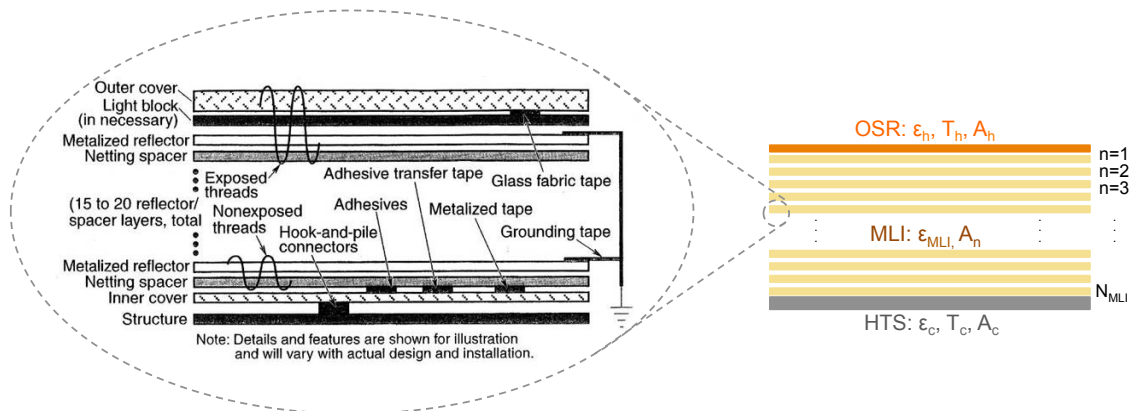 Outer cover
Light block
(in necessary)
Metalized reflector
Netting spacer
Exposed
threads
Adhesive transfer tape
Glass fabric tape
(15 to 20 reflector/
spacer layers, total
Nonexposed
threads
Adhesives
Metalized tape
Hook-and-pile
connectors
Grounding tape
Metalized reflector
Netting spacer
Inner cover
Structure
Note: Details and features are shown for illustration
and will vary with actual design and installation.
OSR: εh, Th, Ah
n=1
n=2
n=3
MLI: εMLI, An
NMLI
HTS: εc, Tc, Ac